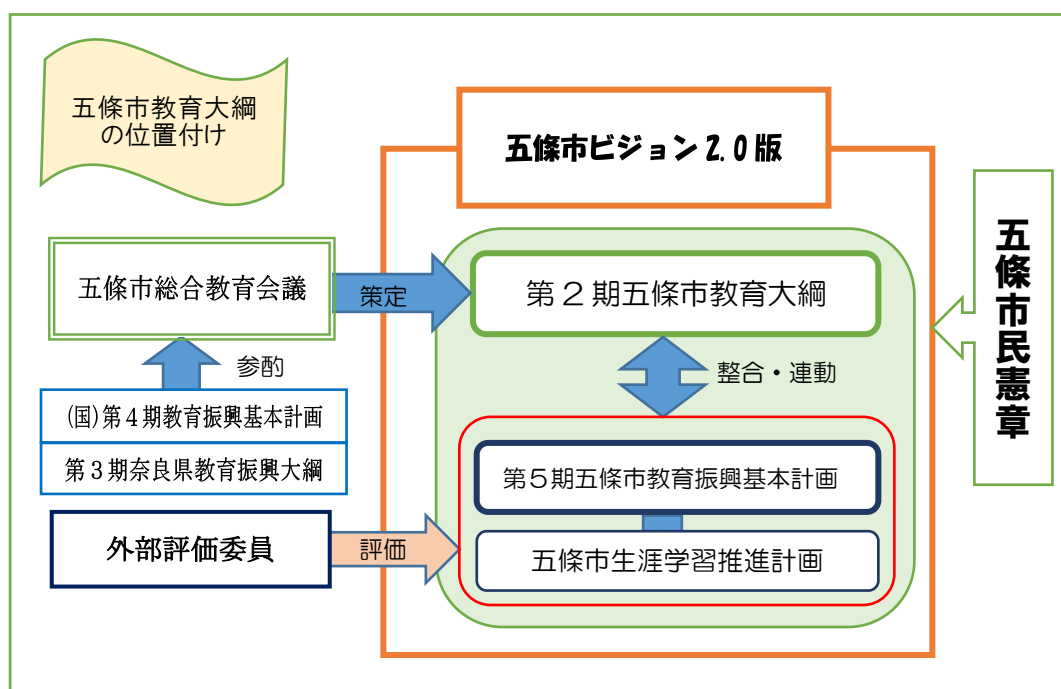 五條市教育大綱
の位置付け
五條市ビジョン2.0版
五條市総合教育会議
策定
第2期五條市教育大綱
五條市民憲章
参酌
整合・連動
(国)第4期教育振興基本計画
第3期奈良県教育振興大綱
第5期五條市教育振興基本計画
外部評価委員
評価
五條市生涯学習推進計画